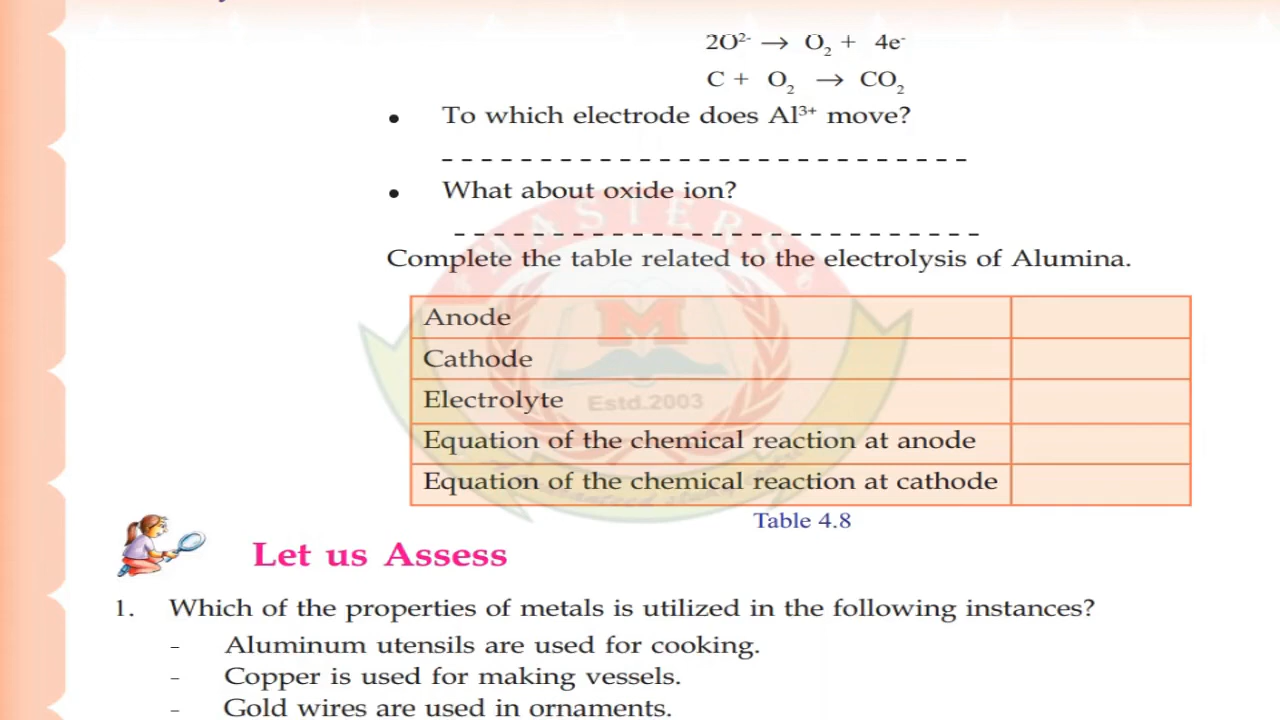 2O²⁻ → O₂ + 4e⁻
C + O₂ → CO₂
• To which electrode does Al³⁺ move?
• What about oxide ion?
MASTERS
Complete the table related to the electrolysis of Alumina.
M
Anode
Cathode
Electrolyte
Estd.2003
Equation of the chemical reaction at anode
Equation of the chemical reaction at cathode
Table 4.8
Let us Assess
1. Which of the properties of metals is utilized in the following instances?
- Aluminum utensils are used for cooking.
- Copper is used for making vessels.
- Gold wires are used in ornaments.